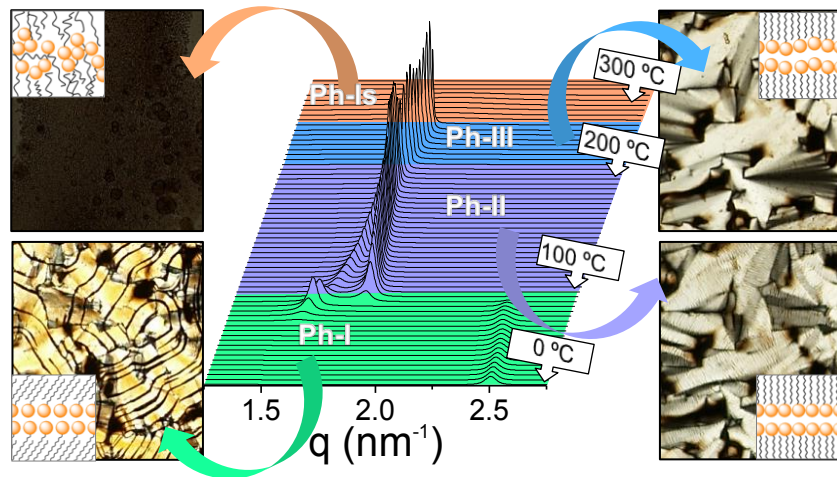 Ph-Is
300 ºC
Ph-III
200 ºC
Ph-II
100 ºC
Ph-I
0 ºC
1.5 2.0 2.5
q (nm-1)